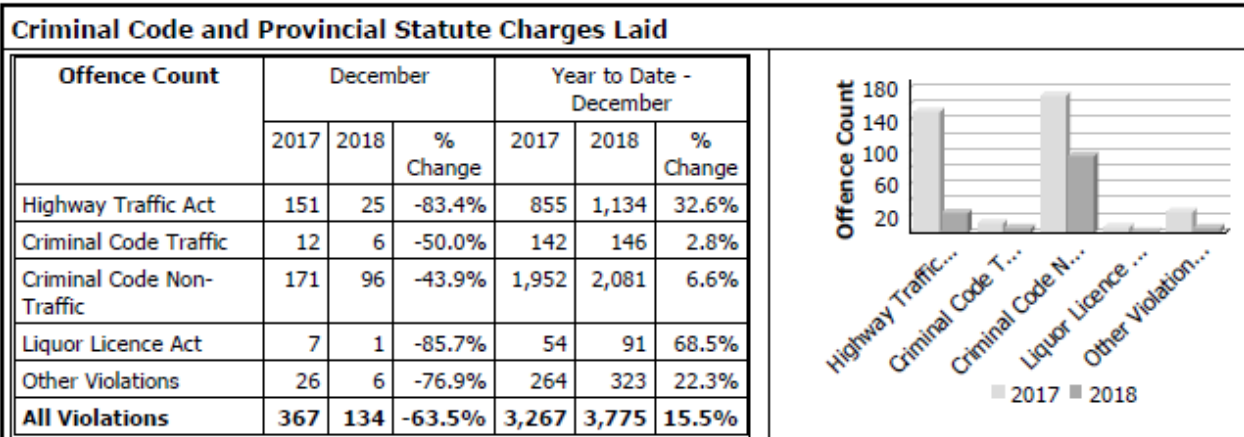 Criminal Code and Provincial Statute Charges Laid
Offence Count December Year to Date -
December
2017 2018 %
Change 2017 2018 %
Change
Highway Traffic Act 151 25 -83.4% 855 1,134 32.6%
Criminal Code Traffic 12 6 -50.0% 142 146 2.8%
Criminal Code Non-
Traffic 171 96 -43.9% 1,952 2,081 6.6%
Liquor Licence Act 7 1 -85.7% 54 91 68.5%
Other Violations 26 6 -76.9% 264 323 22.3%
All Violations 367 134 -63.5% 3,267 3,775 15.5%
Offence Count
180
140
100
60
20
Highway Traffic...
Criminal Code T...
Criminal Code N...
Liquor Licence ...
Other Violation...
2017 2018